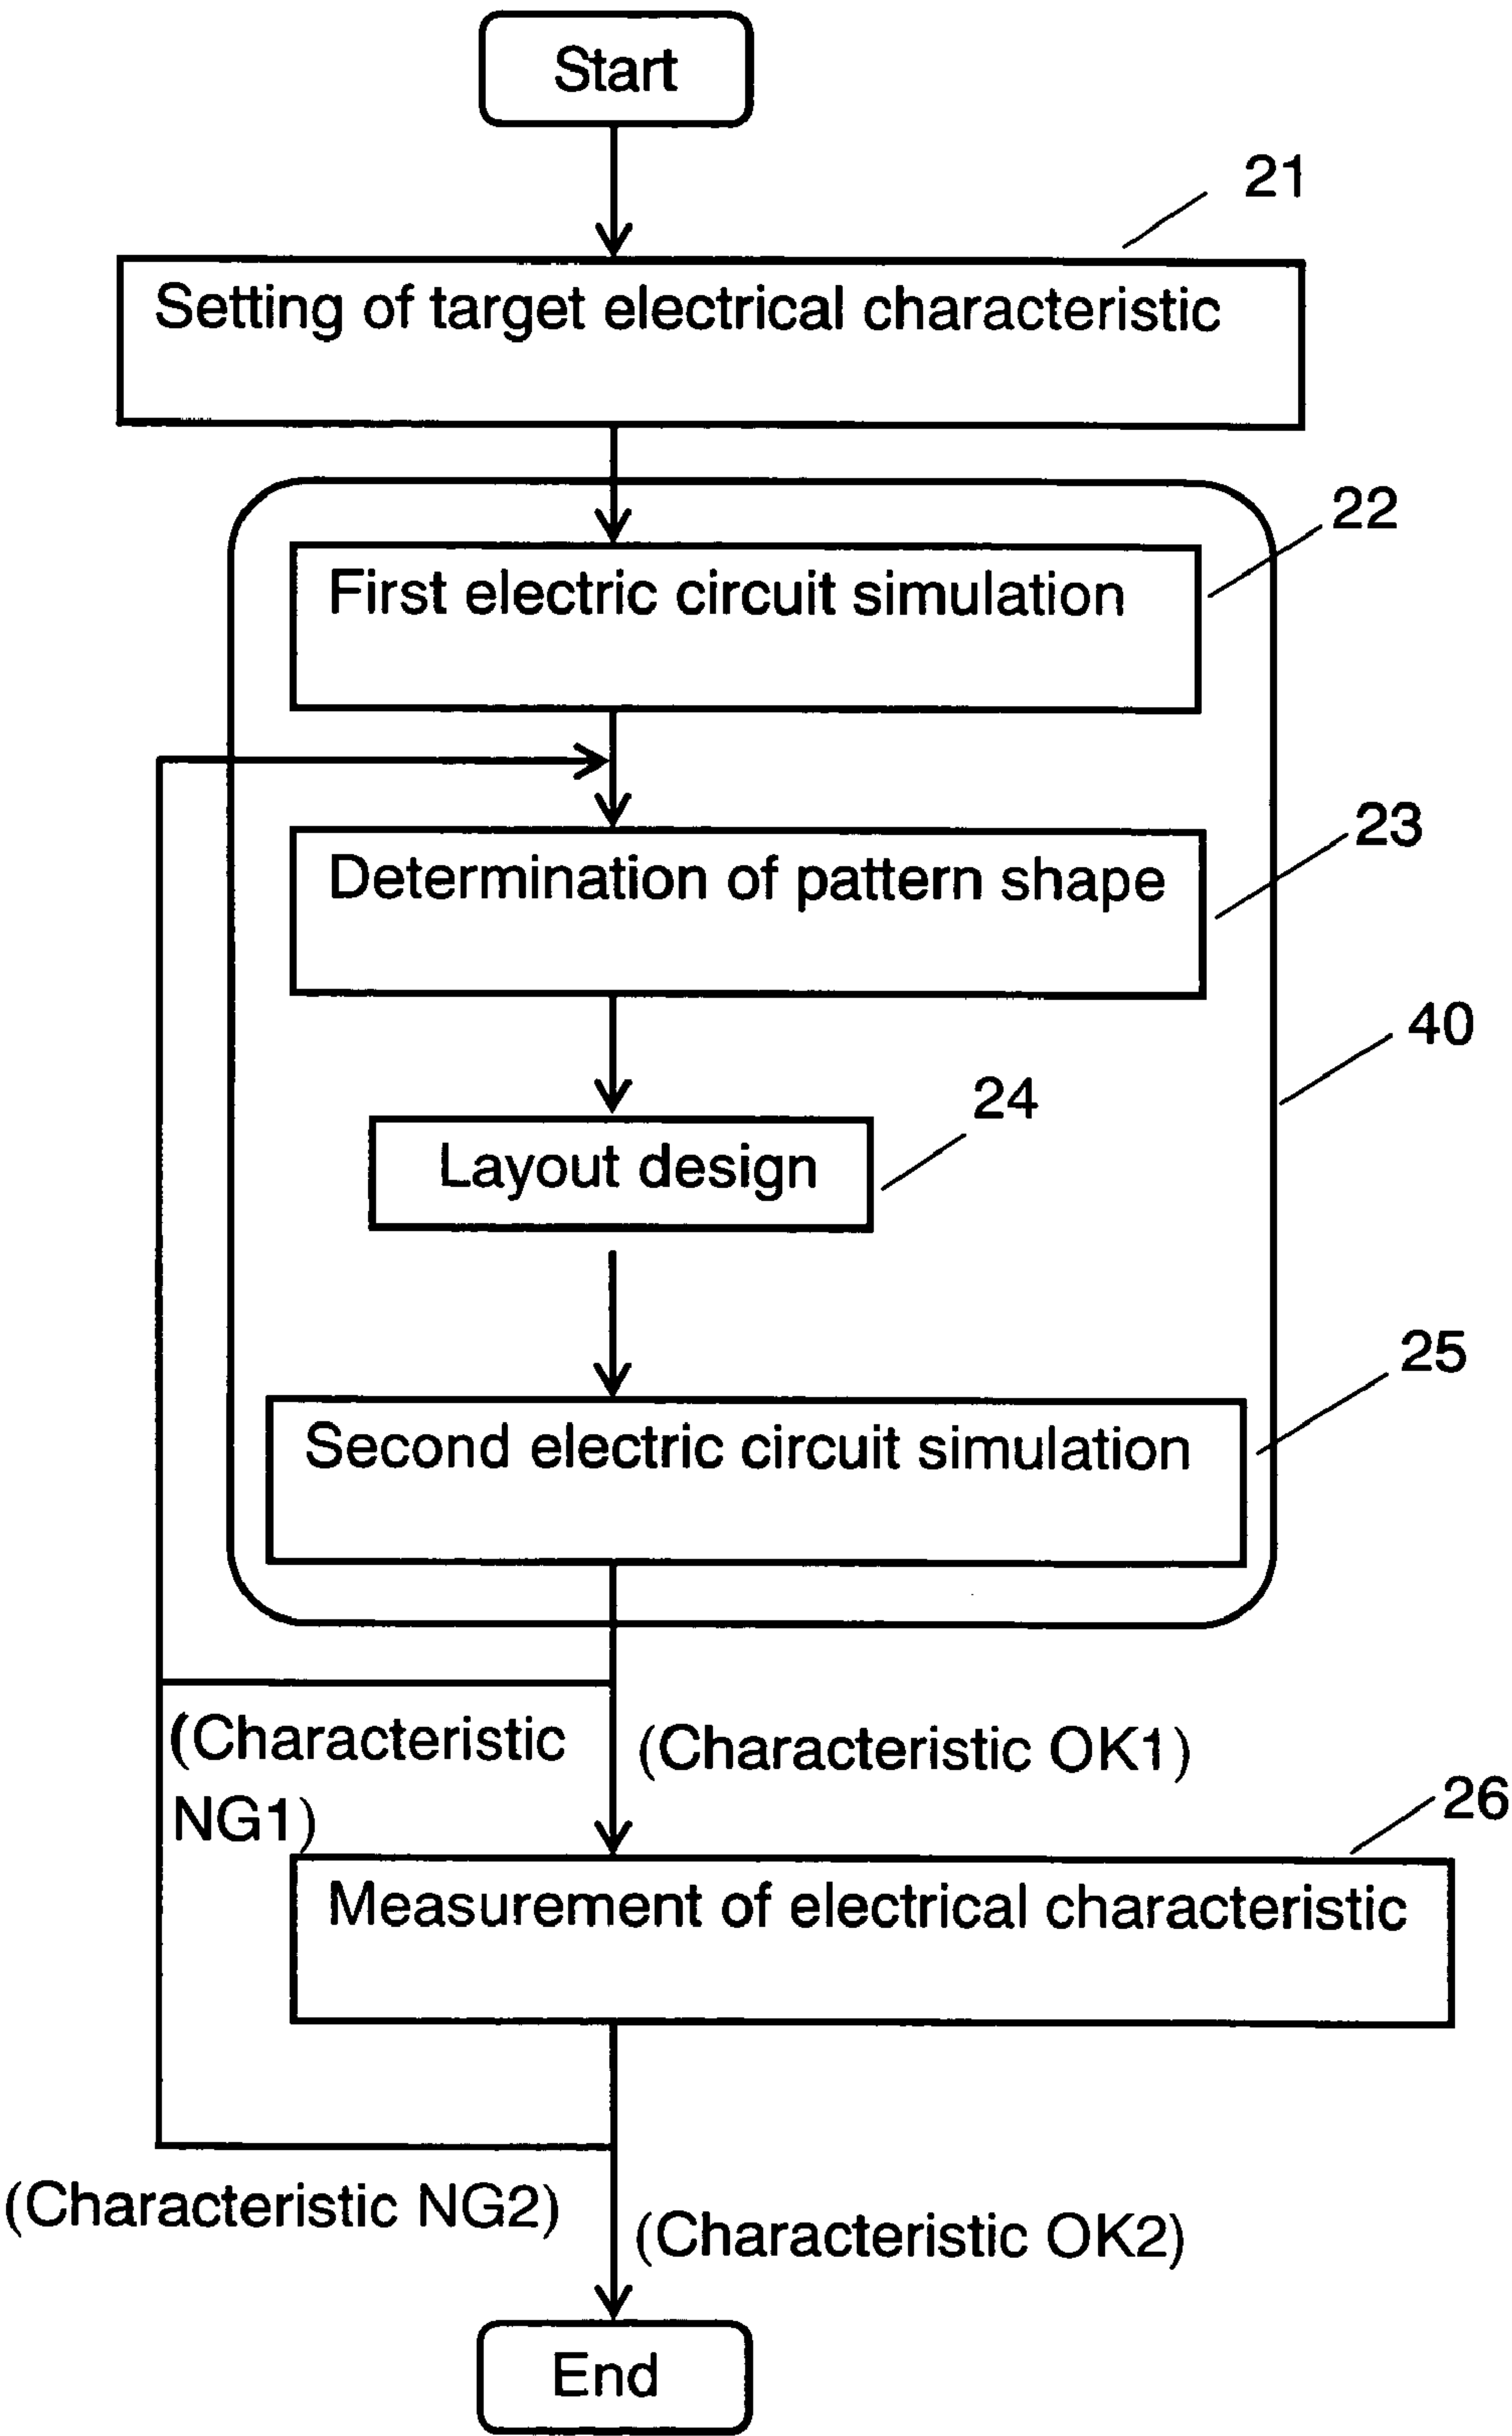 Start
21
Setting of target electrical characteristic
22
First electric circuit simulation
23
Determination of pattern shape
40
24
Layout design
25
Second electric circuit simulation
(Characteristic
NG1)
(Characteristic OK1)
26
Measurement of electrical characteristic
(Characteristic NG2)
(Characteristic OK2)
End